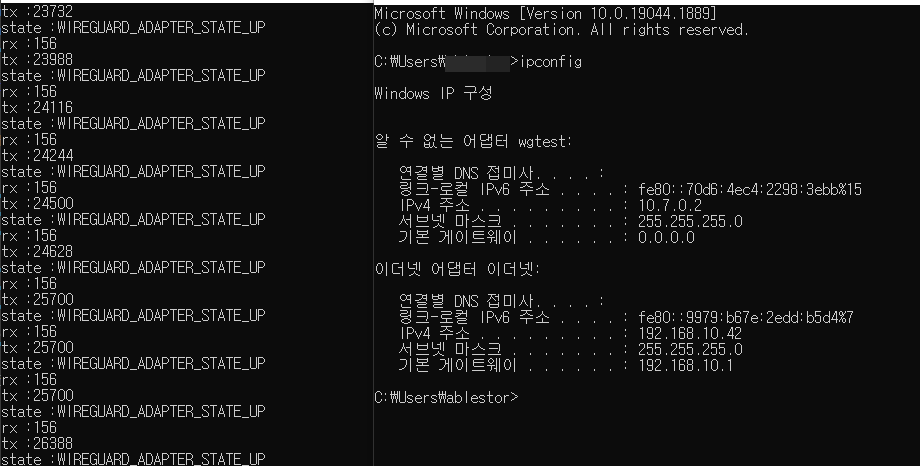 tx :23732
state :WIREGUARD_ADAPTER_STATE_UP
rx :156
tx :23988
state :WIREGUARD_ADAPTER_STATE_UP
rx :156
tx :24116
state :WIREGUARD_ADAPTER_STATE_UP
rx :156
tx :24244
state :WIREGUARD_ADAPTER_STATE_UP
rx :156
tx :24500
state :WIREGUARD_ADAPTER_STATE_UP
rx :156
tx :24628
state :WIREGUARD_ADAPTER_STATE_UP
rx :156
tx :25700
state :WIREGUARD_ADAPTER_STATE_UP
rx :156
tx :25700
state :WIREGUARD_ADAPTER_STATE_UP
rx :156
tx :25700
state :WIREGUARD_ADAPTER_STATE_UP
rx :156
tx :26388
state :WIREGUARD_ADAPTER_STATE_UP
Microsoft Windows [Version 10.0.19044.1889]
(c) Microsoft Corporation. All rights reserved.
C:₩Users₩ >ipconfig
Windows IP 구성
알 수 없는 어댑터 wgtest:
연결별 DNS 접미사. . . . :
링크-로컬 IPv6 주소 . . . . : fe80::70d6:4ec4:2298:3ebb%15
IPv4 주소 . . . . . . . . . : 10.7.0.2
서브넷 마스크 . . . . . . . : 255.255.255.0
기본 게이트웨이 . . . . . . : 0.0.0.0
이더넷 어댑터 이더넷:
연결별 DNS 접미사. . . . :
링크-로컬 IPv6 주소 . . . . : fe80::9979:b67e:2edd:b5d4%7
IPv4 주소 . . . . . . . . . : 192.168.10.42
서브넷 마스크 . . . . . . . : 255.255.255.0
기본 게이트웨이 . . . . . . : 192.168.10.1
C:₩Users₩ablestor>